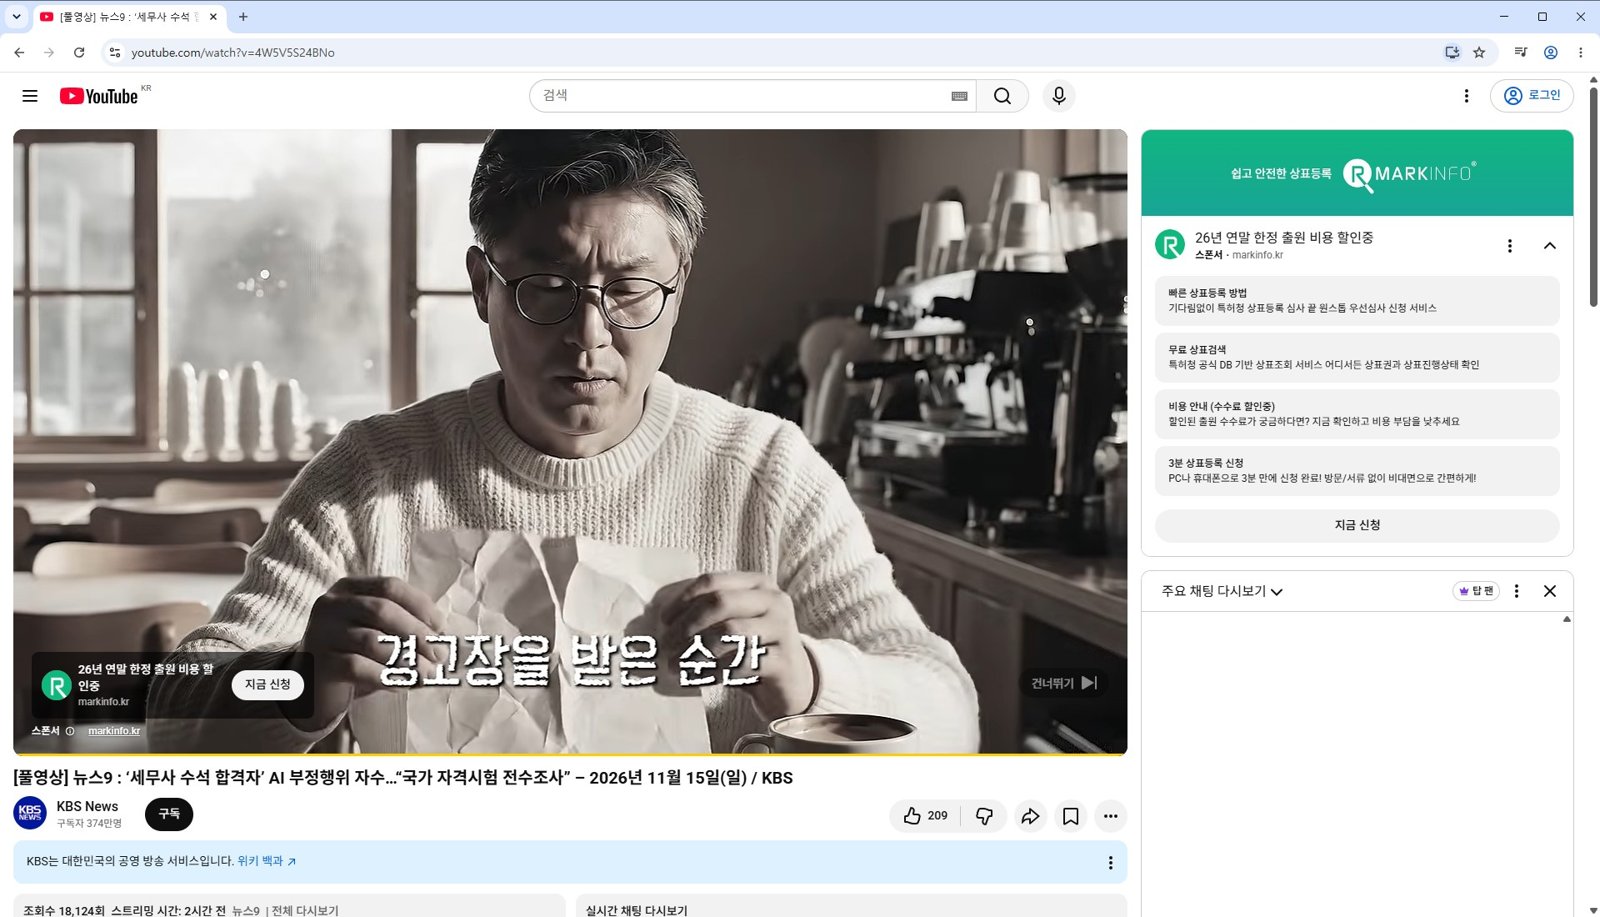 [풀영상] 뉴스9 : ‘세무사 수석 합
youtube.com/watch?v=4W5V5S24BNo
YouTube KR
검색
로그인
경고장을 받은 순간
26년 연말 한정 출원 비용 할
인중
markinfo.kr
지금 신청
건너뛰기
스폰서
markinfo.kr
[풀영상] 뉴스9 : ‘세무사 수석 합격자’ AI 부정행위 자수...“국가 자격시험 전수조사” – 2026년 11월 15일(일) / KBS
KBS NEWS
KBS News
구독자 374만명
구독
209
KBS는 대한민국의 공영 방송 서비스입니다. 위키 백과
조회수 18,124회 스트리밍 시간: 2시간 전 뉴스9 | 전체 다시보기
실시간 채팅 다시보기
쉽고 안전한 상표등록 MARKINFO®
26년 연말 한정 출원 비용 할인중
스폰서 · markinfo.kr
빠른 상표등록 방법
기다림없이 특허청 상표등록 심사 끝 원스톱 우선심사 신청 서비스
무료 상표검색
특허청 공식 DB 기반 상표조회 서비스 어디서든 상표권과 상표진행상태 확인
비용 안내 (수수료 할인중)
할인된 출원 수수료가 궁금하다면? 지금 확인하고 비용 부담을 낮추세요
3분 상표등록 신청
PC나 휴대폰으로 3분 만에 신청 완료! 방문/서류 없이 비대면으로 간편하게!
지금 신청
주요 채팅 다시보기
탑 팬